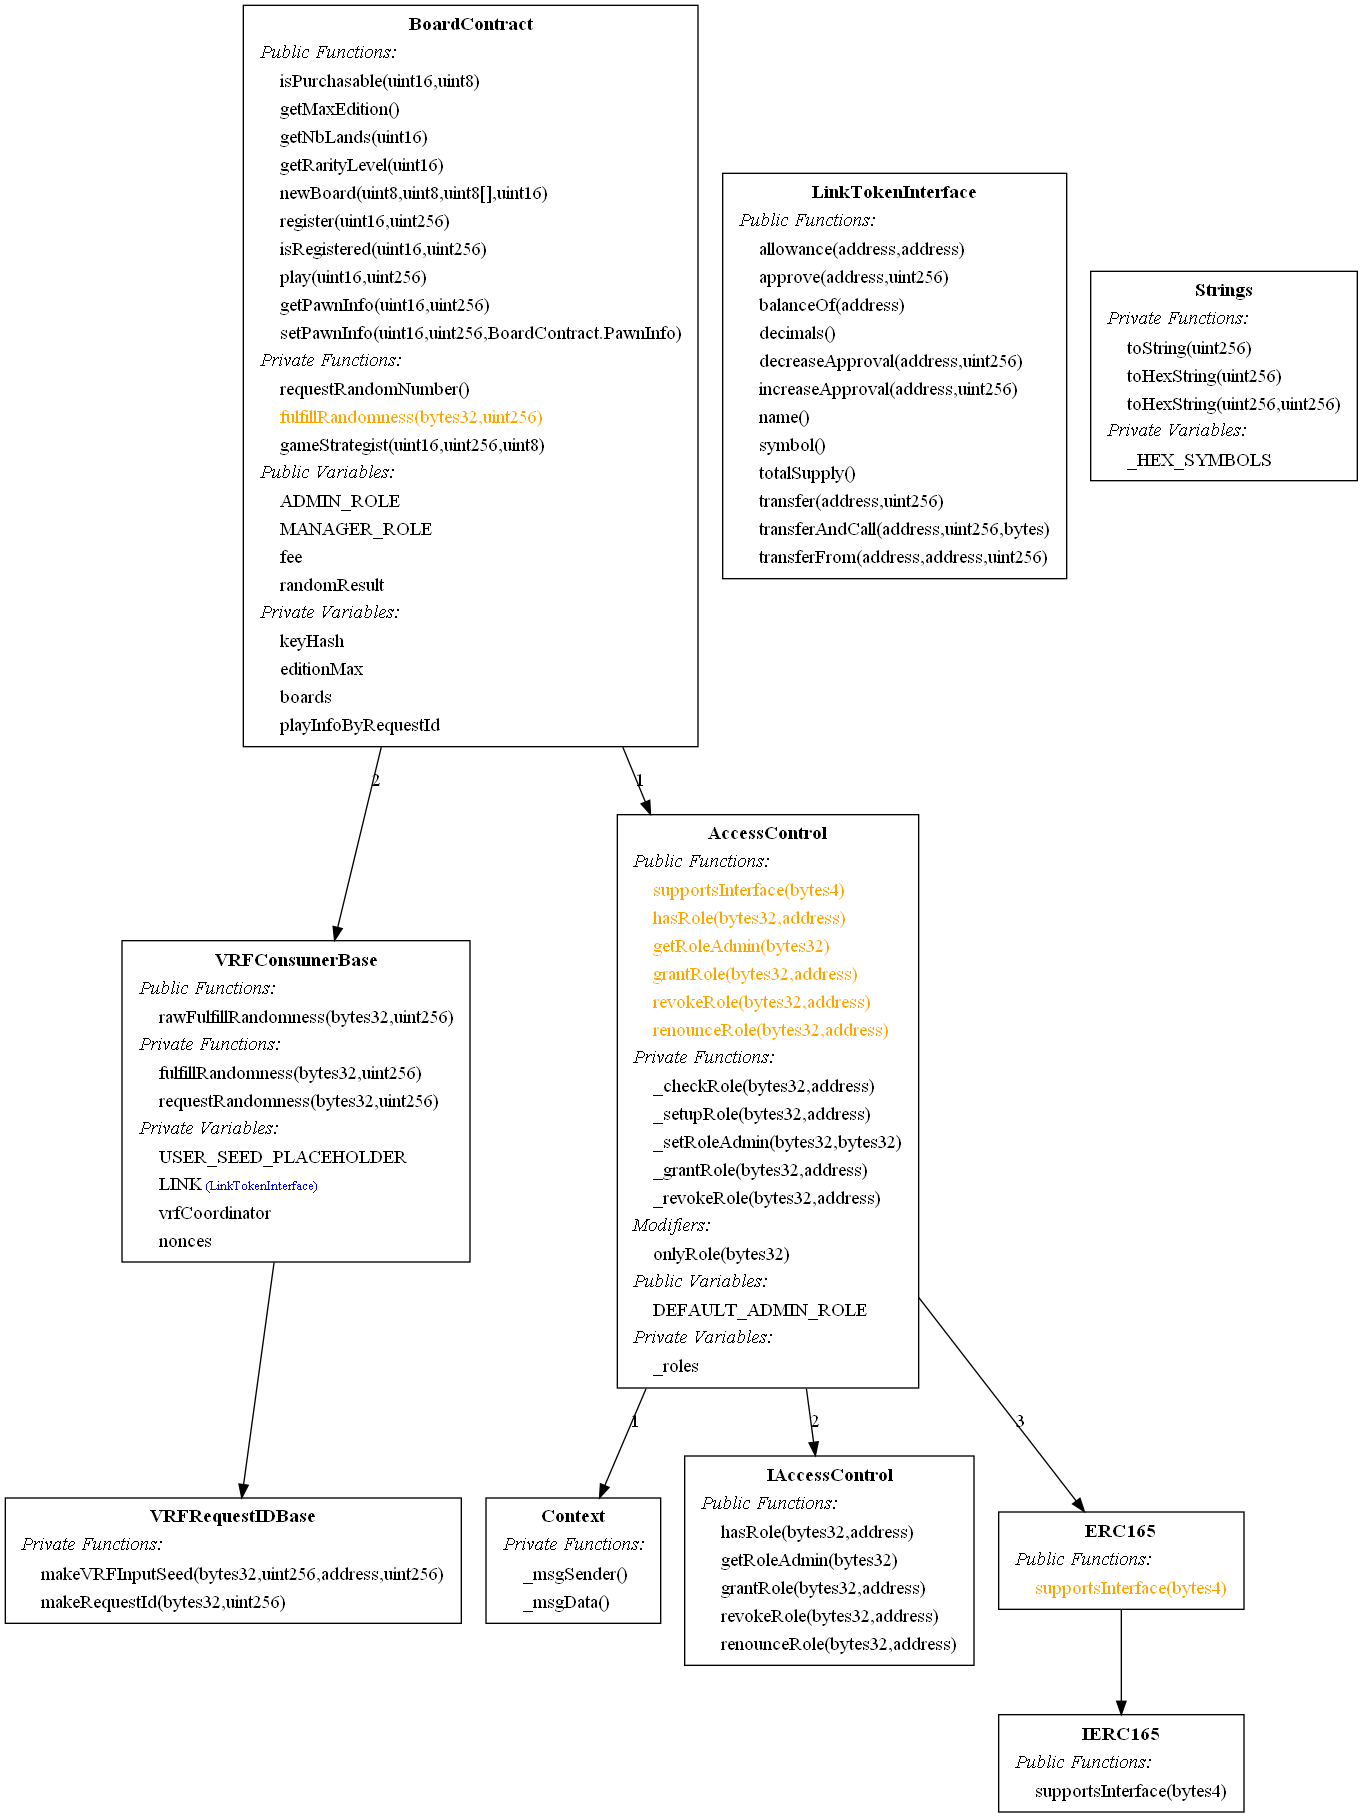 BoardContract
Public Functions:
isPurchasable(uint16,uint8)
getMaxEdition()
getNbLands(uint16)
getRarityLevel(uint16)
newBoard(uint8,uint8,uint8[],uint16)
register(uint16,uint256)
isRegistered(uint16,uint256)
play(uint16,uint256)
getPawnInfo(uint16,uint256)
setPawnInfo(uint16,uint256,BoardContract.PawnInfo)
Private Functions:
requestRandomNumber()
fulfillRandomness(bytes32,uint256)
gameStrategist(uint16,uint256,uint8)
Public Variables:
ADMIN_ROLE
MANAGER_ROLE
fee
randomResult
Private Variables:
keyHash
editionMax
boards
playInfoByRequestId
LinkTokenInterface
Public Functions:
allowance(address,address)
approve(address,uint256)
balanceOf(address)
decimals()
decreaseApproval(address,uint256)
increaseApproval(address,uint256)
name()
symbol()
totalSupply()
transfer(address,uint256)
transferAndCall(address,uint256,bytes)
transferFrom(address,address,uint256)
Strings
Private Functions:
toString(uint256)
toHexString(uint256)
toHexString(uint256,uint256)
Private Variables:
_HEX_SYMBOLS
2
1
VRFConsumerBase
Public Functions:
rawFulfillRandomness(bytes32,uint256)
Private Functions:
fulfillRandomness(bytes32,uint256)
requestRandomness(bytes32,uint256)
Private Variables:
USER_SEED_PLACEHOLDER
LINK (LinkTokenInterface)
vrfCoordinator
nonces
AccessControl
Public Functions:
supportsInterface(bytes4)
hasRole(bytes32,address)
getRoleAdmin(bytes32)
grantRole(bytes32,address)
revokeRole(bytes32,address)
renounceRole(bytes32,address)
Private Functions:
_checkRole(bytes32,address)
_setupRole(bytes32,address)
_setRoleAdmin(bytes32,bytes32)
_grantRole(bytes32,address)
_revokeRole(bytes32,address)
Modifiers:
onlyRole(bytes32)
Public Variables:
DEFAULT_ADMIN_ROLE
Private Variables:
_roles
1
2
3
VRFRequestIDBase
Private Functions:
makeVRFInputSeed(bytes32,uint256,address,uint256)
makeRequestId(bytes32,uint256)
Context
Private Functions:
_msgSender()
_msgData()
IAccessControl
Public Functions:
hasRole(bytes32,address)
getRoleAdmin(bytes32)
grantRole(bytes32,address)
revokeRole(bytes32,address)
renounceRole(bytes32,address)
ERC165
Public Functions:
supportsInterface(bytes4)
IERC165
Public Functions:
supportsInterface(bytes4)